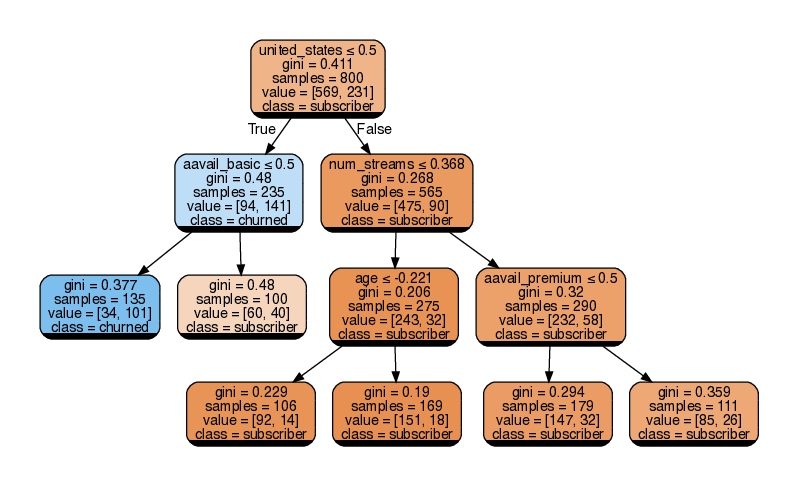 united_states ≤ 0.5
gini = 0.411
samples = 800
value = [569, 231]
class = subscriber
True
False
aavail_basic ≤ 0.5
gini = 0.48
samples = 235
value = [94, 141]
class = churned
num_streams ≤ 0.368
gini = 0.268
samples = 565
value = [475, 90]
class = subscriber
gini = 0.377
samples = 135
value = [34, 101]
class = churned
gini = 0.48
samples = 100
value = [60, 40]
class = subscriber
age ≤ -0.221
gini = 0.206
samples = 275
value = [243, 32]
class = subscriber
aavail_premium ≤ 0.5
gini = 0.32
samples = 290
value = [232, 58]
class = subscriber
gini = 0.229
samples = 106
value = [92, 14]
class = subscriber
gini = 0.19
samples = 169
value = [151, 18]
class = subscriber
gini = 0.294
samples = 179
value = [147, 32]
class = subscriber
gini = 0.359
samples = 111
value = [85, 26]
class = subscriber